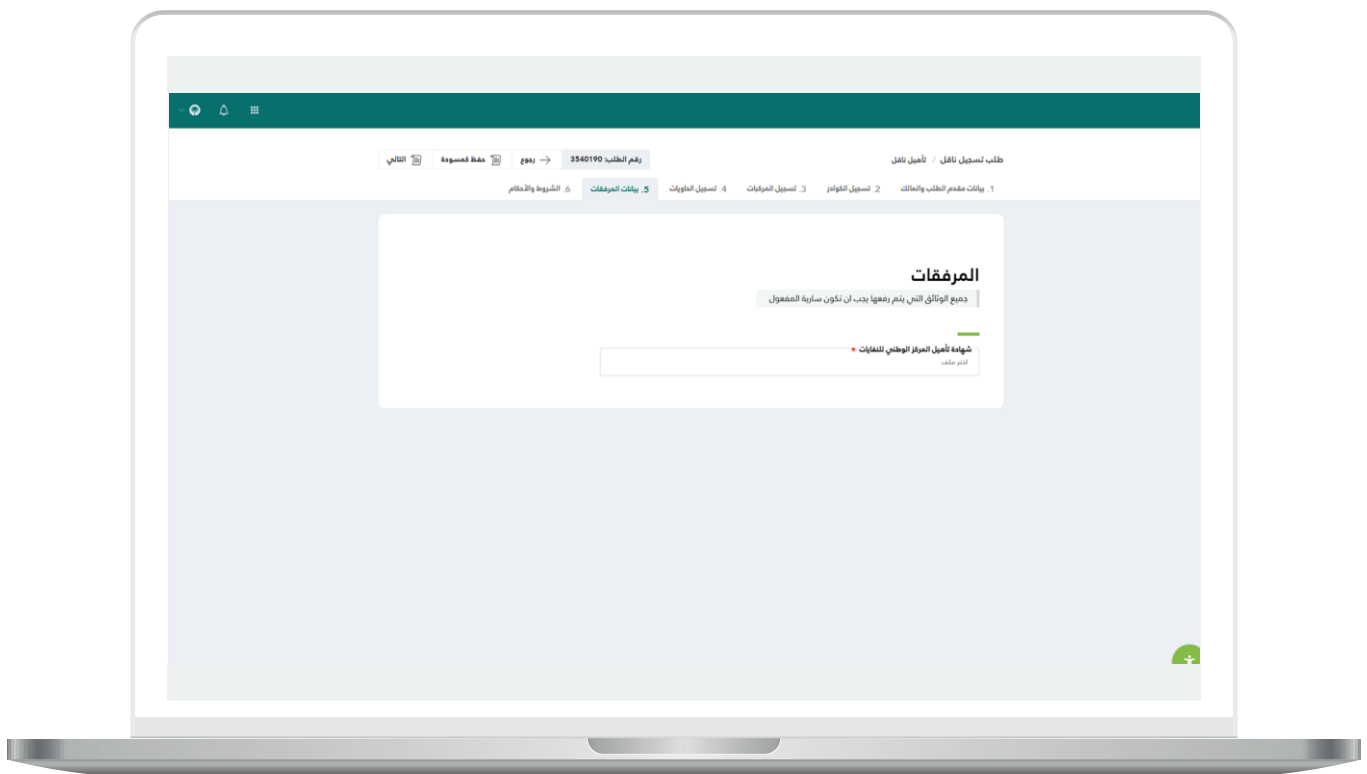 طلب تسجيل ناقل / تأهيل ناقل
رقم الطلب: 3540190
رجوع
حفظ كمسودة
التالي
1. بيانات مقدم الطلب والمالك
2. تسجيل الكوادر
3. تسجيل المركبات
4. تسجيل الحاويات
5. بيانات المرفقات
6. الشروط والأحكام
المرفقات
جميع الوثائق التي يتم رفعها يجب ان تكون سارية المفعول
شهادة تأهيل المركز الوطني للنفايات *
اختر ملف